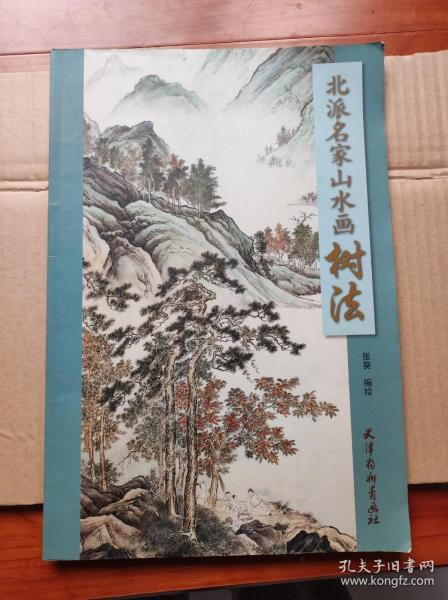 北派名家山水画树法
张葵 编绘
天津杨柳青画社
孔夫子旧书网
www.kongfz.com